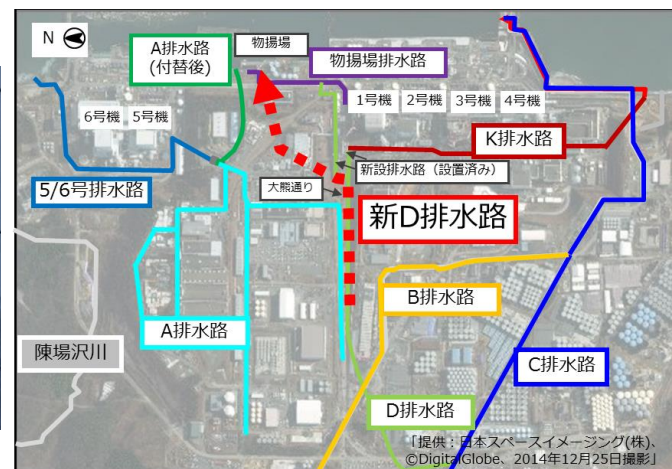 N
A排水路
(付替後)
物揚場
物揚場排水路
6号機
5号機
1号機
2号機
3号機
4号機
K排水路
新設排水路（設置済み）
5/6号排水路
大熊通り
新D排水路
B排水路
A排水路
陳場沢川
C排水路
D排水路
「提供：日本スペースイメージング(株)、
©DigitalGlobe、2014年12月25日撮影」